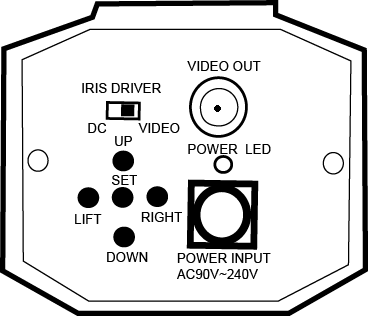 VIDEO OUT
IRIS DRIVER
DC VIDEO
UP
POWER LED
SET
LIFT RIGHT
DOWN
POWER INPUT
AC90V~240V